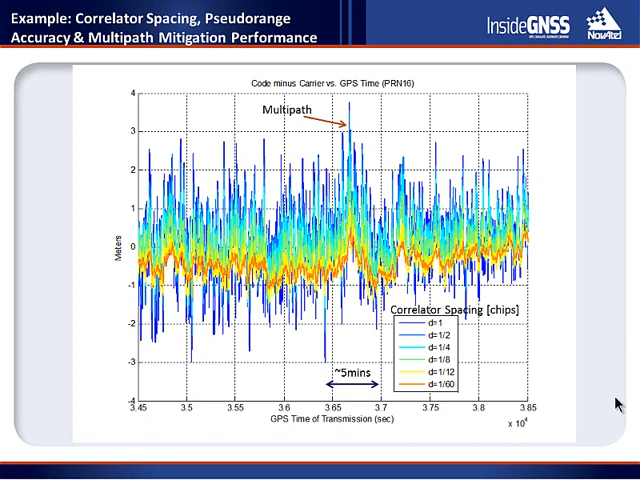 Example: Correlator Spacing, Pseudorange
Accuracy & Multipath Mitigation Performance
InsideGNSS
NovAtel
Code minus Carrier vs. GPS Time (PRN16)
Multipath
4
3
2
1
0
-1
-2
-3
-4
Meters
Correlator Spacing [chips]
d=1
d=1/2
d=1/4
d=1/8
d=1/12
d=1/60
~5mins
3.45
3.5
3.55
3.6
3.65
3.7
3.75
3.8
3.85
GPS Time of Transmission (sec)
x 10⁴